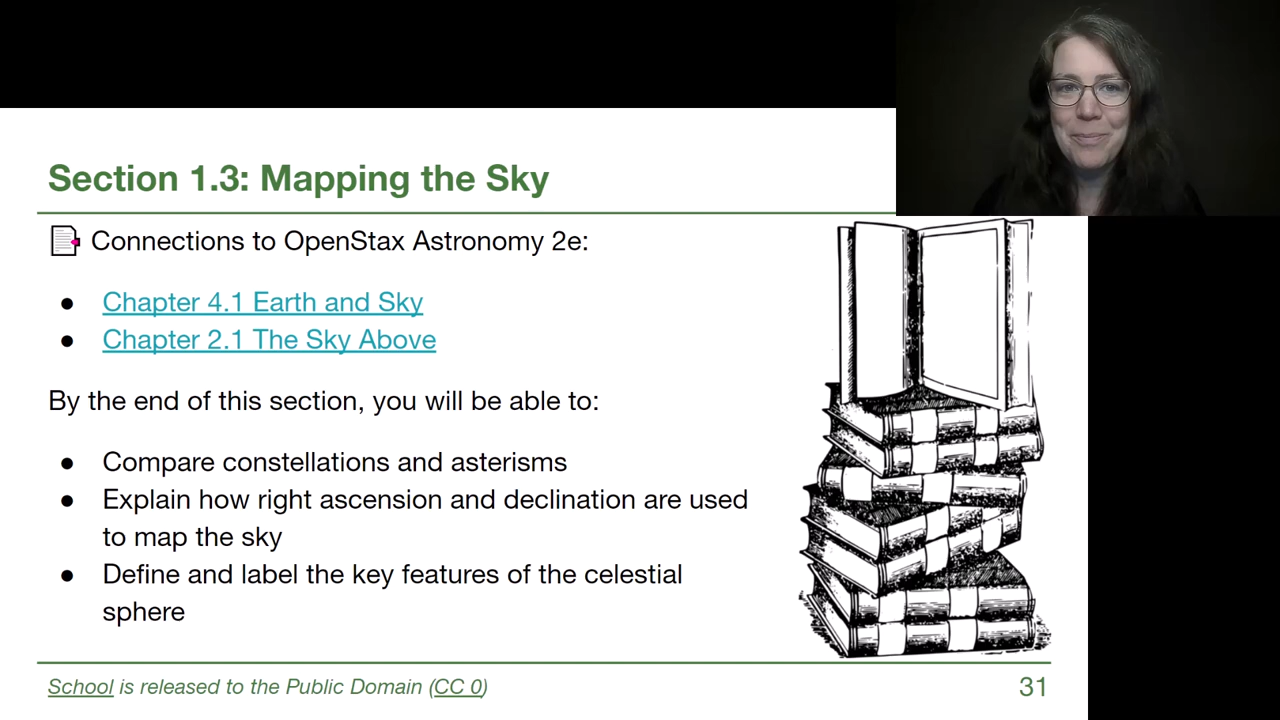 Section 1.3: Mapping the Sky
Connections to OpenStax Astronomy 2e:
● Chapter 4.1 Earth and Sky
● Chapter 2.1 The Sky Above
By the end of this section, you will be able to:
● Compare constellations and asterisms
● Explain how right ascension and declination are used
to map the sky
● Define and label the key features of the celestial
sphere
School is released to the Public Domain (CC 0)
31